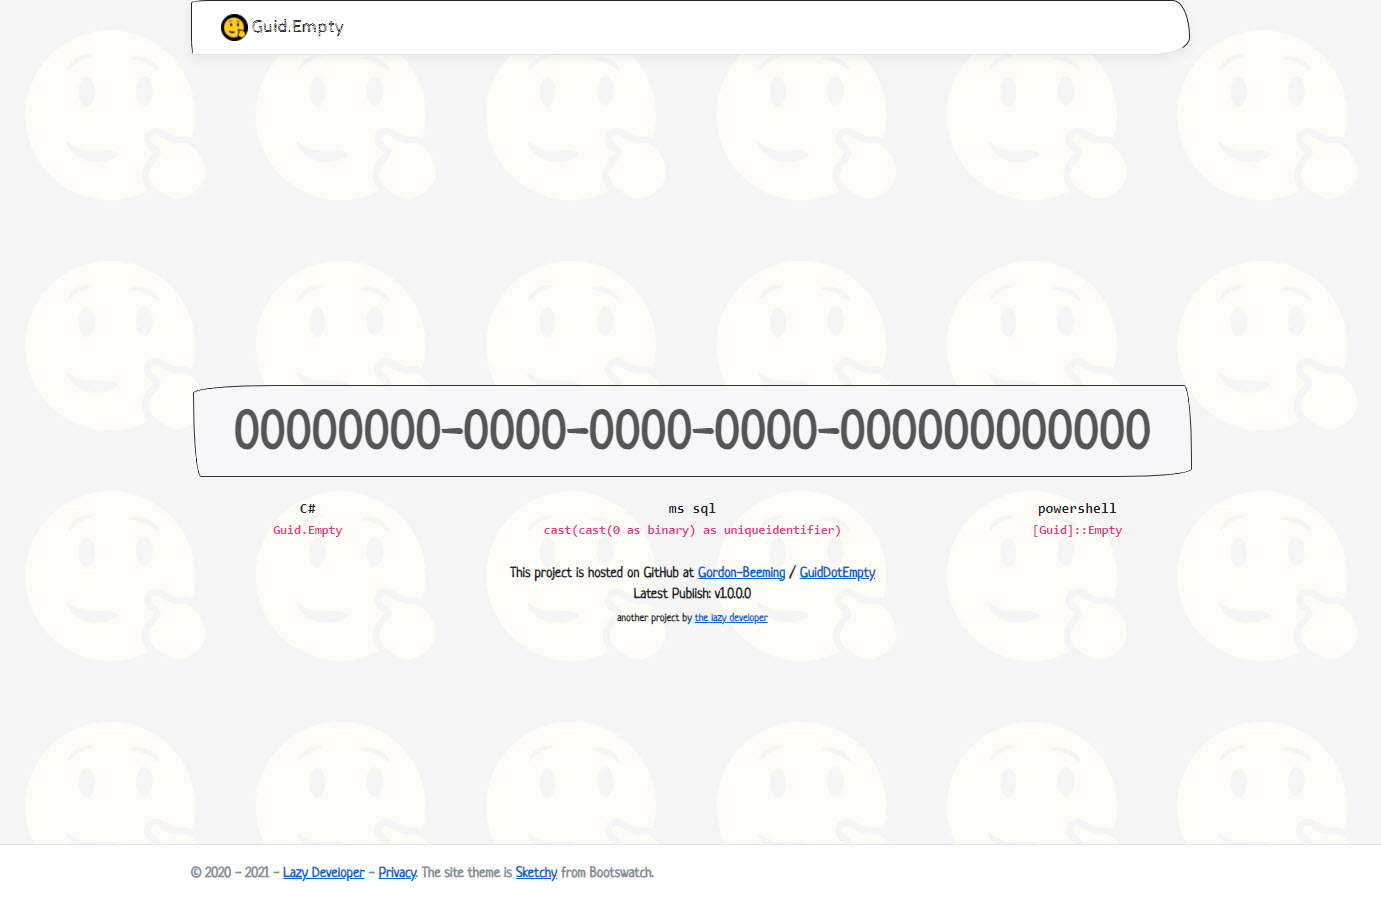 Guid.Empty
00000000-0000-0000-0000-000000000000
C# ms sql powershell
Guid.Empty cast(cast(0 as binary) as uniqueidentifier) [Guid]::Empty
This project is hosted on GitHub at Gordon-Beeming / GuidDotEmpty
Latest Publish: v1.0.0.0
another project by the lazy developer
© 2020 - 2021 - Lazy Developer - Privacy. The site theme is Sketchy from Bootswatch.